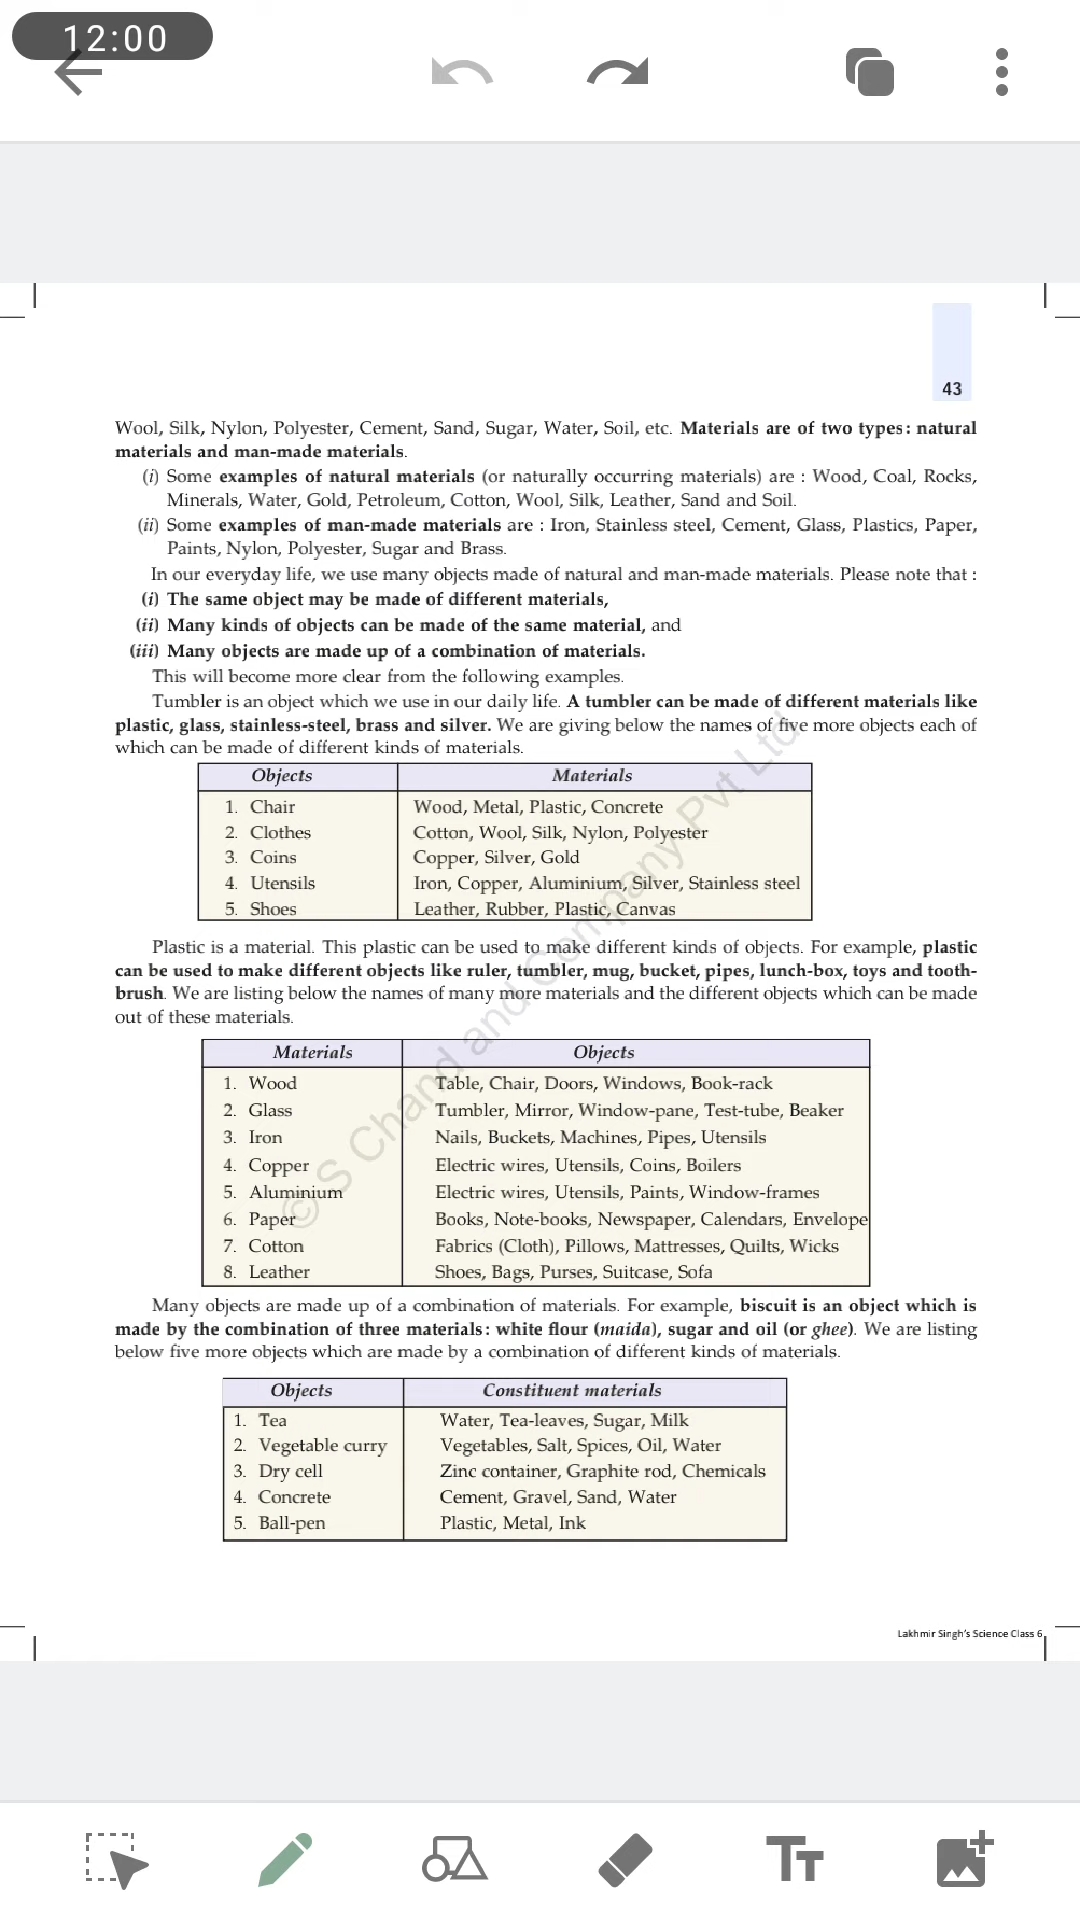 12:00
43
Wool, Silk, Nylon, Polyester, Cement, Sand, Sugar, Water, Soil, etc. Materials are of two types: natural
materials and man-made materials.
(i) Some examples of natural materials (or naturally occurring materials) are : Wood, Coal, Rocks,
Minerals, Water, Gold, Petroleum, Cotton, Wool, Silk, Leather, Sand and Soil.
(ii) Some examples of man-made materials are : Iron, Stainless steel, Cement, Glass, Plastics, Paper,
Paints, Nylon, Polyester, Sugar and Brass.
In our everyday life, we use many objects made of natural and man-made materials. Please note that :
(i) The same object may be made of different materials,
(ii) Many kinds of objects can be made of the same material, and
(iii) Many objects are made up of a combination of materials.
This will become more clear from the following examples.
Tumbler is an object which we use in our daily life. A tumbler can be made of different materials like
plastic, glass, stainless-steel, brass and silver. We are giving below the names of five more objects each of
which can be made of different kinds of materials.
Objects Materials
1. Chair Wood, Metal, Plastic, Concrete
2. Clothes Cotton, Wool, Silk, Nylon, Polyester
3. Coins Copper, Silver, Gold
4. Utensils Iron, Copper, Aluminium, Silver, Stainless steel
5. Shoes Leather, Rubber, Plastic, Canvas
Plastic is a material. This plastic can be used to make different kinds of objects. For example, plastic
can be used to make different objects like ruler, tumbler, mug, bucket, pipes, lunch-box, toys and tooth-
brush. We are listing below the names of many more materials and the different objects which can be made
out of these materials.
Materials Objects
1. Wood Table, Chair, Doors, Windows, Book-rack
2. Glass Tumbler, Mirror, Window-pane, Test-tube, Beaker
3. Iron Nails, Buckets, Machines, Pipes, Utensils
4. Copper Electric wires, Utensils, Coins, Boilers
5. Aluminium Electric wires, Utensils, Paints, Window-frames
6. Paper Books, Note-books, Newspaper, Calendars, Envelope
7. Cotton Fabrics (Cloth), Pillows, Mattresses, Quilts, Wicks
8. Leather Shoes, Bags, Purses, Suitcase, Sofa
Many objects are made up of a combination of materials. For example, biscuit is an object which is
made by the combination of three materials: white flour (maida), sugar and oil (or ghee). We are listing
below five more objects which are made by a combination of different kinds of materials.
Objects Constituent materials
1. Tea Water, Tea-leaves, Sugar, Milk
2. Vegetable curry Vegetables, Salt, Spices, Oil, Water
3. Dry cell Zinc container, Graphite rod, Chemicals
4. Concrete Cement, Gravel, Sand, Water
5. Ball-pen Plastic, Metal, Ink
© S Chand and Company Pvt Ltd
Lakhmir Singh's Science Class 6
TT